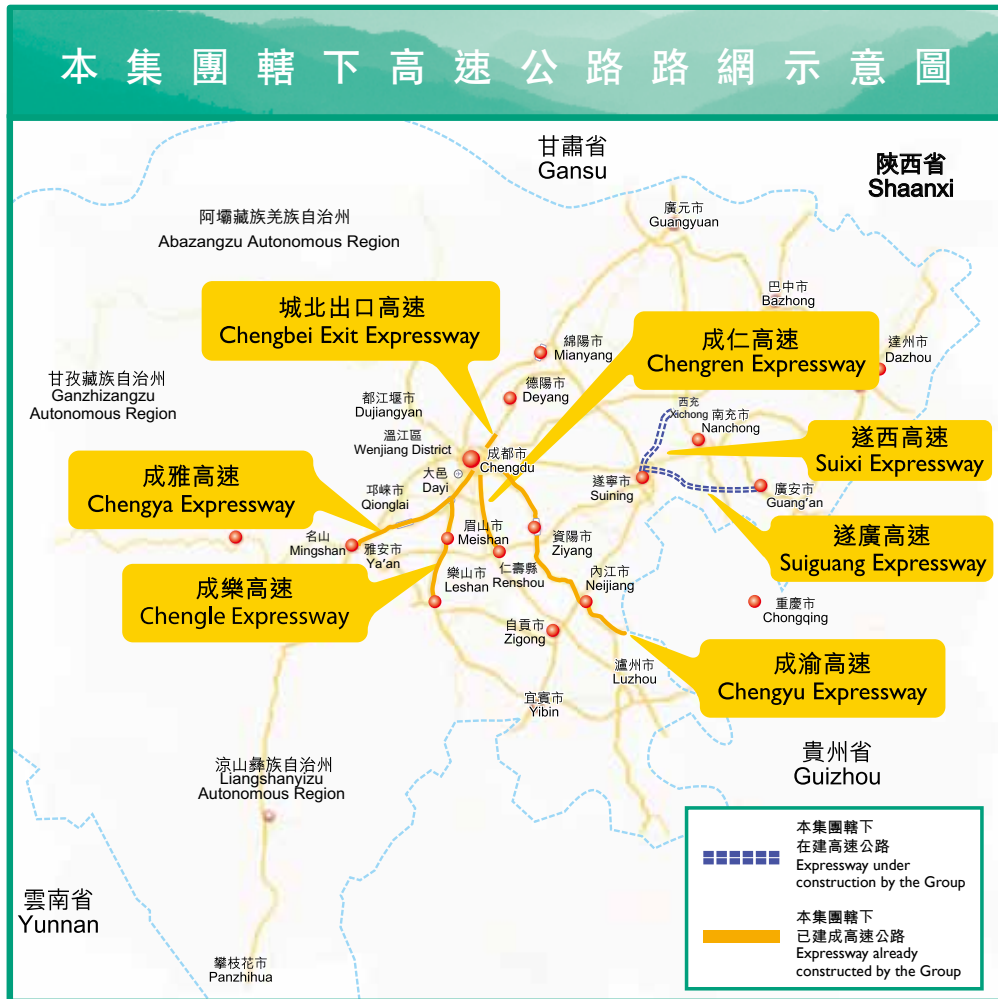 本集團轄下高速公路路網示意圖
甘肅省
Gansu
陝西省
Shaanxi
阿壩藏族羌族自治州
Abazangzu Autonomous Region
廣元市
Guangyuan
巴中市
Bazhong
城北出口高速
Chengbei Exit Expressway
成仁高速
Chengren Expressway
綿陽市
Mianyang
達州市
Dazhou
甘孜藏族自治州
Ganzhizangzu
Autonomous Region
都江堰市
Dujiangyan
德陽市
Deyang
西充
Xichong
南充市
Nanchong
溫江區
Wenjiang District
成都市
Chengdu
大邑
Dayi
遂西高速
Suixi Expressway
成雅高速
Chengya Expressway
邛崍市
Qionglai
遂寧市
Suining
廣安市
Guang'an
名山
Mingshan
雅安市
Ya'an
眉山市
Meishan
資陽市
Ziyang
遂廣高速
Suiguang Expressway
仁壽縣
Renshou
成樂高速
Chengle Expressway
樂山市
Leshan
內江市
Neijiang
重慶市
Chongqing
自貢市
Zigong
瀘州市
Luzhou
成渝高速
Chengyu Expressway
宜賓市
Yibin
貴州省
Guizhou
涼山彝族自治州
Liangshanyizu
Autonomous Region
雲南省
Yunnan
攀枝花市
Panzhihua
本集團轄下
在建高速公路
Expressway under
construction by the Group
本集團轄下
已建成高速公路
Expressway already
constructed by the Group